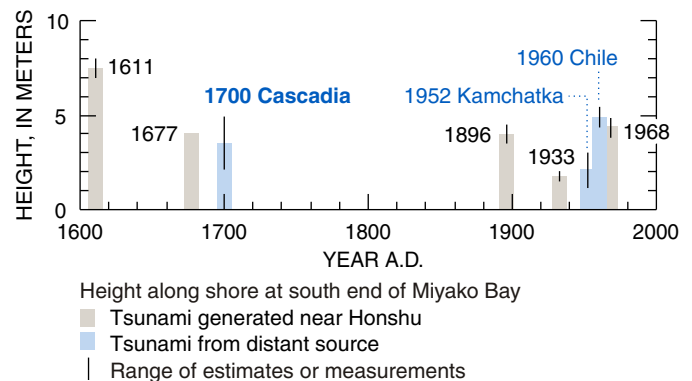 10
1611
1960 Chile
1700 Cascadia
1952 Kamchatka
5
1677
1896
1968
1933
0
HEIGHT, IN METERS
1600
1700
1800
1900
2000
YEAR A.D.
Height along shore at south end of Miyako Bay
Tsunami generated near Honshu
Tsunami from distant source
Range of estimates or measurements